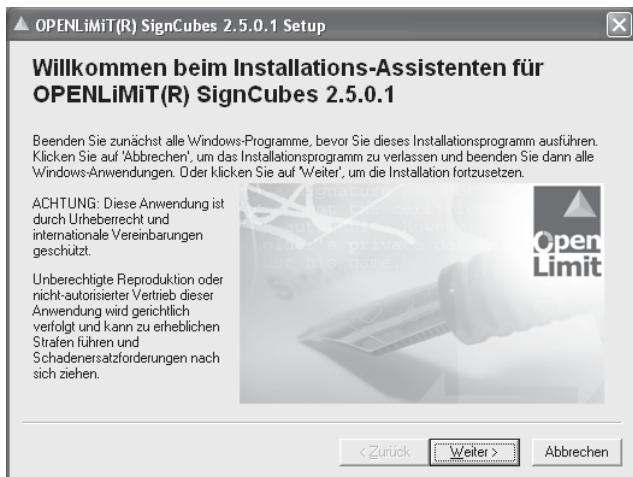 OPENLiMiT(R) SignCubes 2.5.0.1 Setup
Willkommen beim Installations-Assistenten für
OPENLiMiT(R) SignCubes 2.5.0.1
Beenden Sie zunächst alle Windows-Programme, bevor Sie dieses Installationsprogramm ausführen.
Klicken Sie auf 'Abbrechen', um das Installationsprogramm zu verlassen und beenden Sie dann alle
Windows-Anwendungen. Oder klicken Sie auf 'Weiter', um die Installation fortzusetzen.
ACHTUNG: Diese Anwendung ist
durch Urheberrecht und
internationale Vereinbarungen
geschützt.
Unberechtigte Reproduktion oder
nicht-autorisierter Vertrieb dieser
Anwendung wird gerichtlich
verfolgt und kann zu erheblichen
Strafen führen und
Schadenersatzforderungen nach
sich ziehen.
Open
Limit
< Zurück
Weiter >
Abbrechen